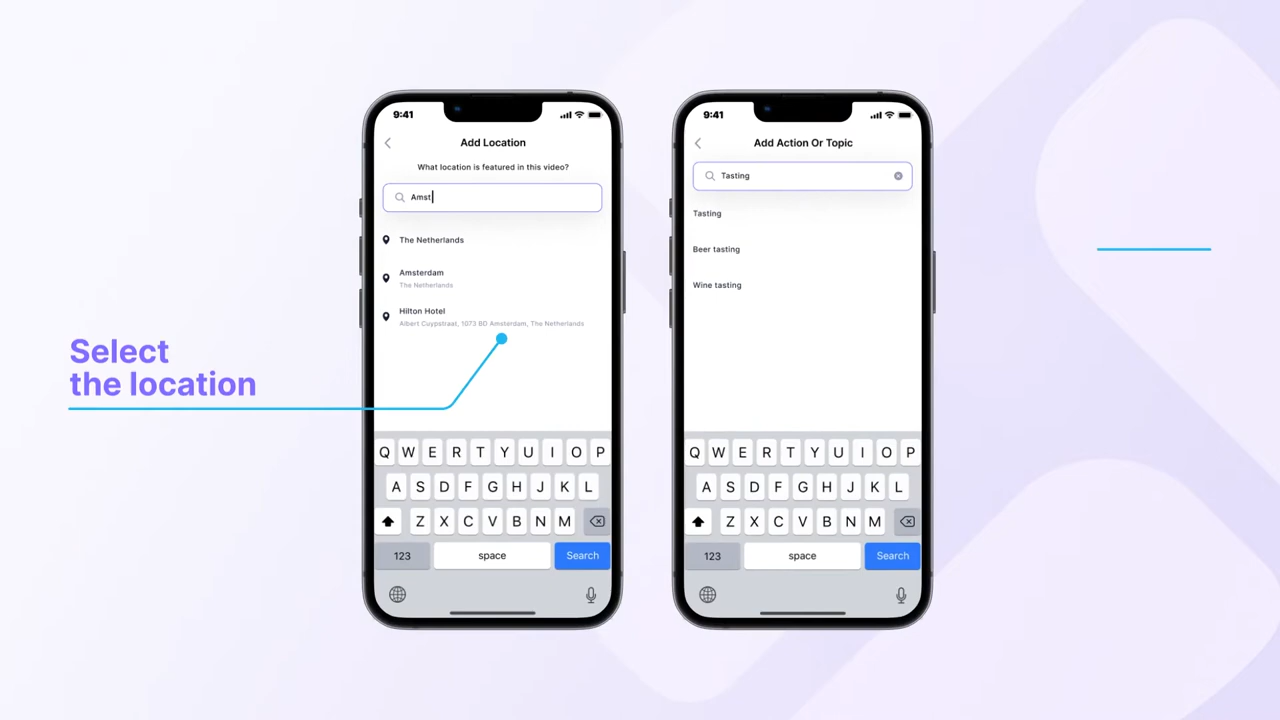 Select
the location
9:41
Add Location
What location is featured in this video?
Amst
The Netherlands
Amsterdam
The Netherlands
Hilton Hotel
Albert Cuypstraat, 1073 BD Amsterdam, The Netherlands
Q W E R T Y U I O P
A S D F G H J K L
Z X C V B N M
123 space Search
9:41
Add Action Or Topic
Tasting
Tasting
Beer tasting
Wine tasting
Q W E R T Y U I O P
A S D F G H J K L
Z X C V B N M
123 space Search